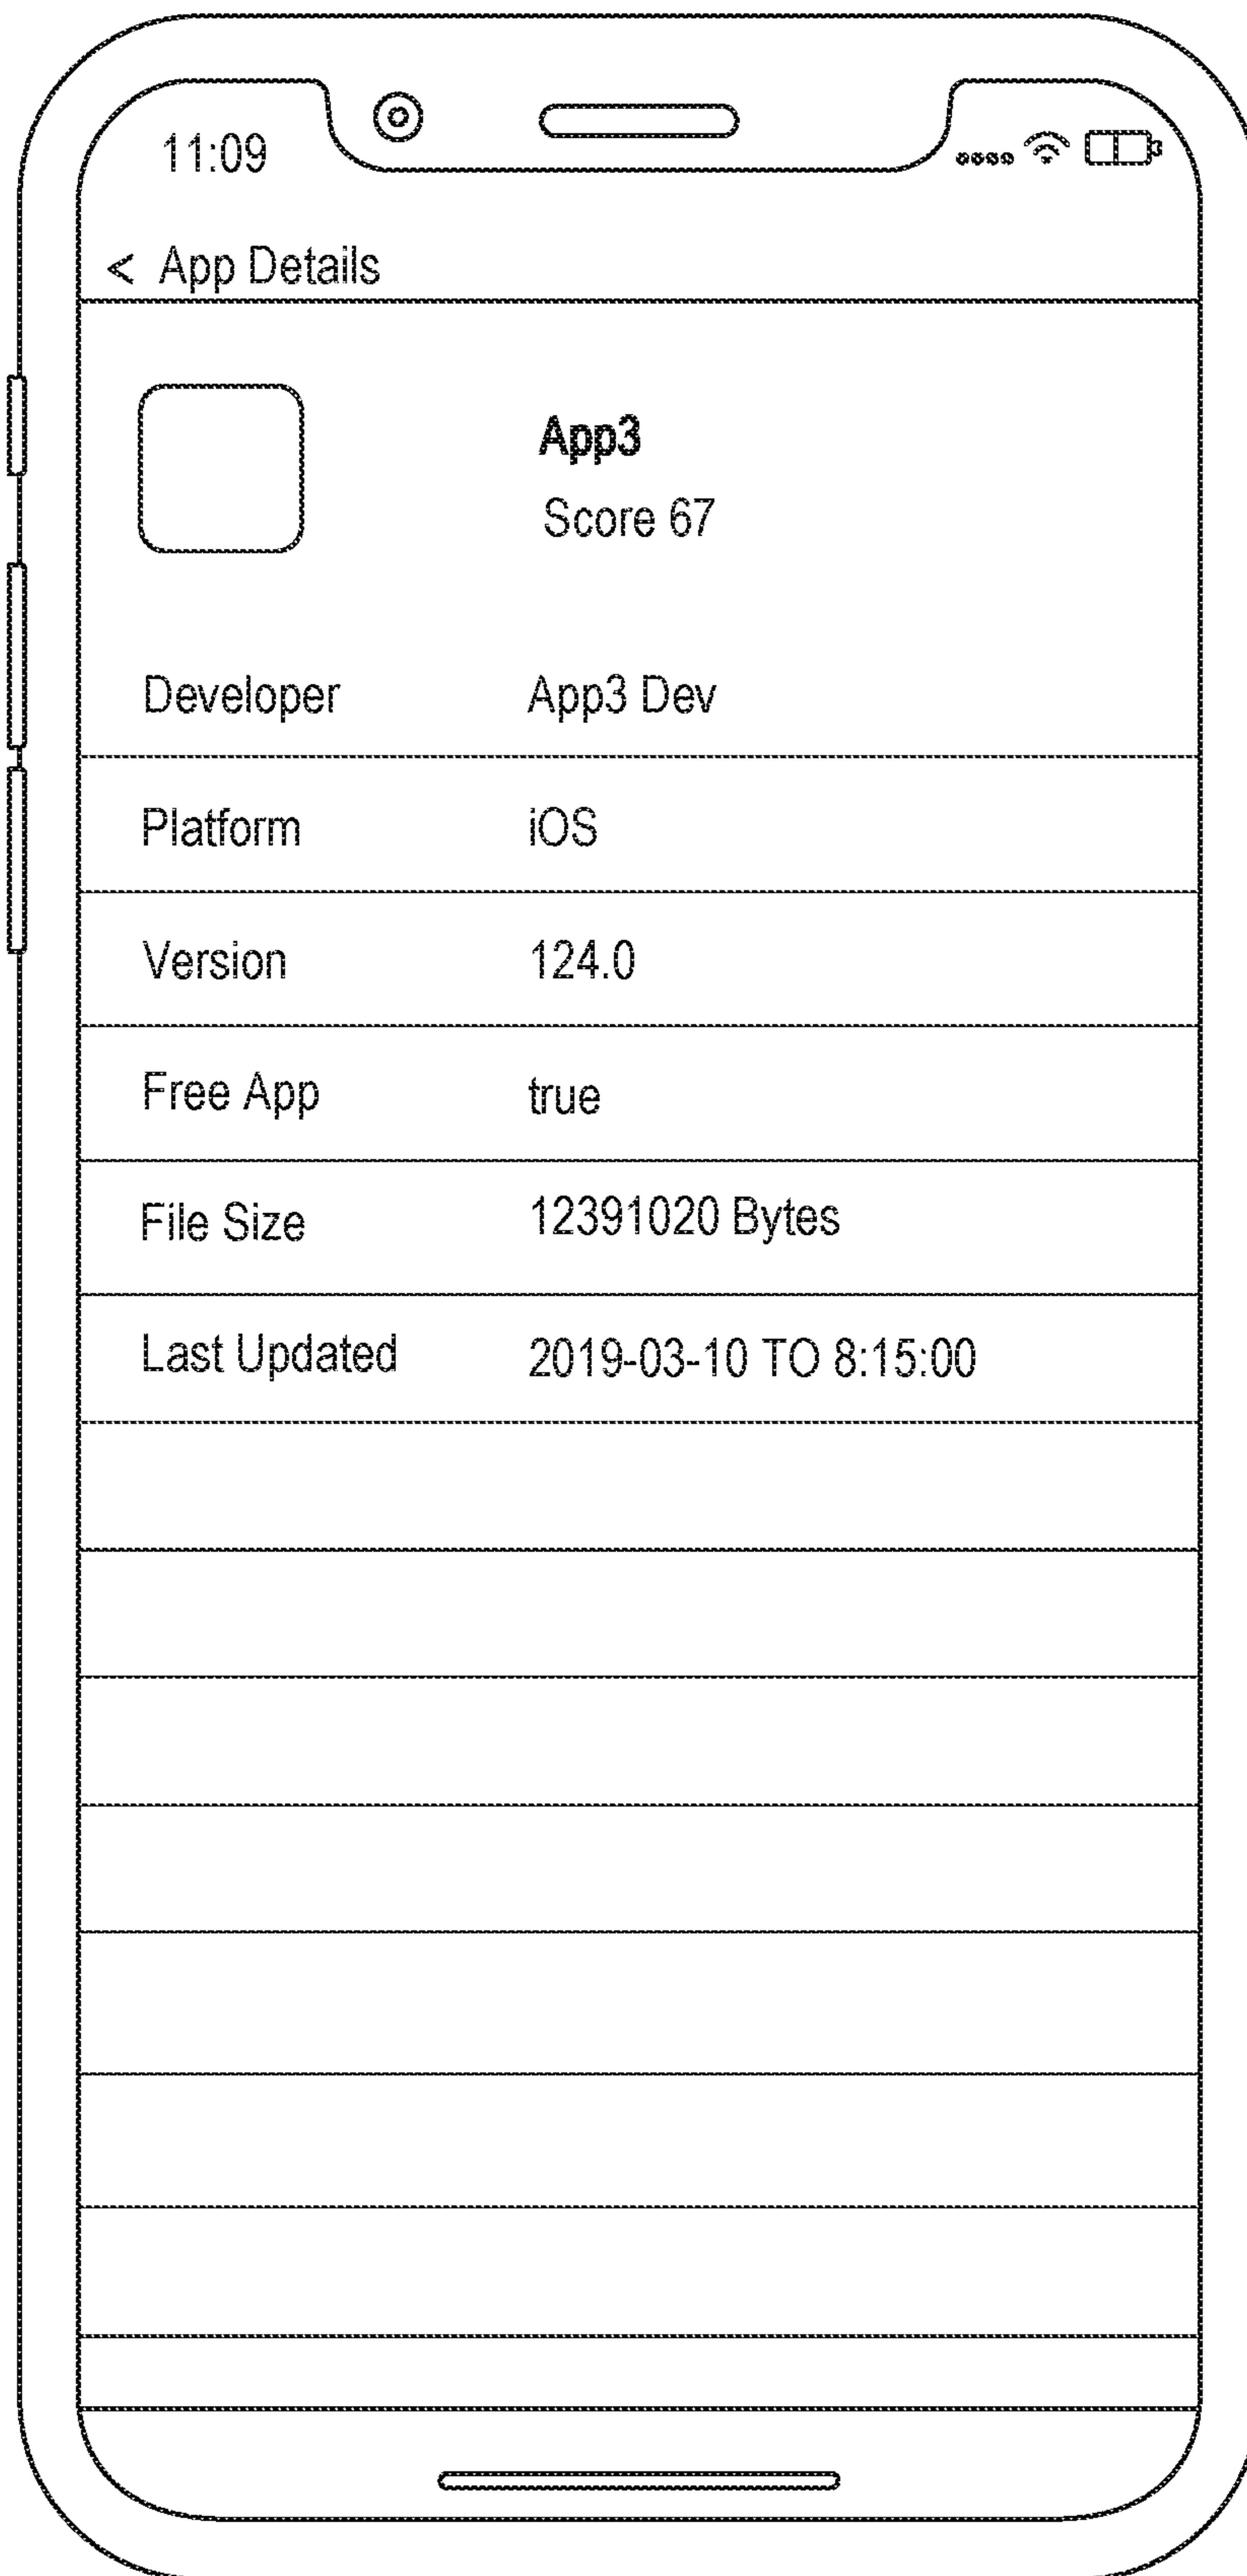 11:09
< App Details
App3
Score 67
Developer App3 Dev
Platform iOS
Version 124.0
Free App true
File Size 12391020 Bytes
Last Updated 2019-03-10 TO 8:15:00